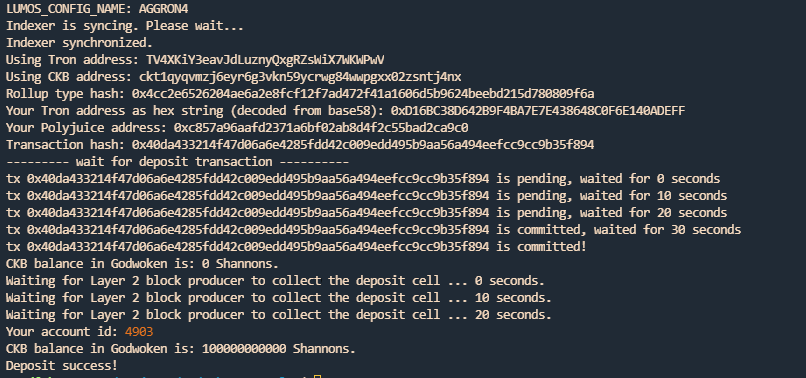 LUMOS_CONFIG_NAME: AGGRON4
Indexer is syncing. Please wait...
Indexer synchronized.
Using Tron address: TV4XKiY3eavJdLuznyQxgRZsWiX7WKWPwV
Using CKB address: ckt1qyqvmzj6eyr6g3vkn59ycrwg84wwpgxx02zsntj4nx
Rollup type hash: 0x4cc2e6526204ae6a2e8fcf12f7ad472f41a1606d5b9624beebd215d780809f6a
Your Tron address as hex string (decoded from base58): 0xD16BC38D642B9F4BA7E7E438648C0F6E140ADEFF
Your Polyjuice address: 0xc857a96aafd2371a6bf02ab8d4f2c55bad2ca9c0
Transaction hash: 0x40da433214f47d06a6e4285fdd42c009edd495b9aa56a494eefcc9cc9b35f894
--------- wait for deposit transaction ----------
tx 0x40da433214f47d06a6e4285fdd42c009edd495b9aa56a494eefcc9cc9b35f894 is pending, waited for 0 seconds
tx 0x40da433214f47d06a6e4285fdd42c009edd495b9aa56a494eefcc9cc9b35f894 is pending, waited for 10 seconds
tx 0x40da433214f47d06a6e4285fdd42c009edd495b9aa56a494eefcc9cc9b35f894 is pending, waited for 20 seconds
tx 0x40da433214f47d06a6e4285fdd42c009edd495b9aa56a494eefcc9cc9b35f894 is committed, waited for 30 seconds
tx 0x40da433214f47d06a6e4285fdd42c009edd495b9aa56a494eefcc9cc9b35f894 is committed!
CKB balance in Godwoken is: 0 Shannons.
Waiting for Layer 2 block producer to collect the deposit cell ... 0 seconds.
Waiting for Layer 2 block producer to collect the deposit cell ... 10 seconds.
Waiting for Layer 2 block producer to collect the deposit cell ... 20 seconds.
Your account id: 4903
CKB balance in Godwoken is: 100000000000 Shannons.
Deposit success!